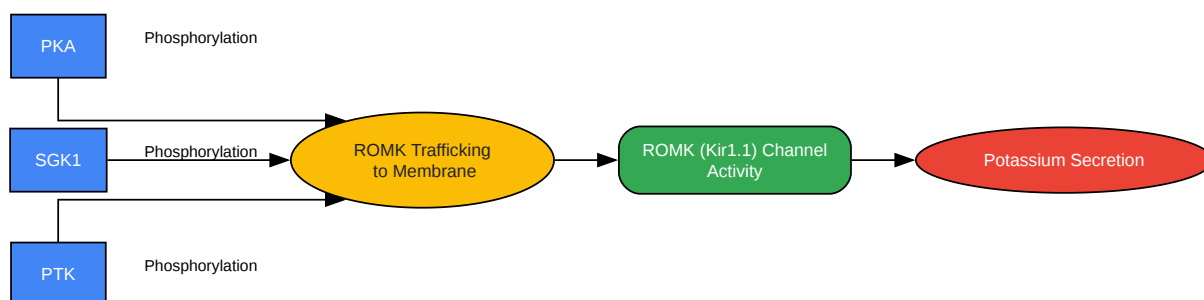 PKA
Phosphorylation
SGK1
Phosphorylation
ROMK Trafficking
to Membrane
ROMK (Kir1.1) Channel
Activity
Potassium Secretion
PTK
Phosphorylation